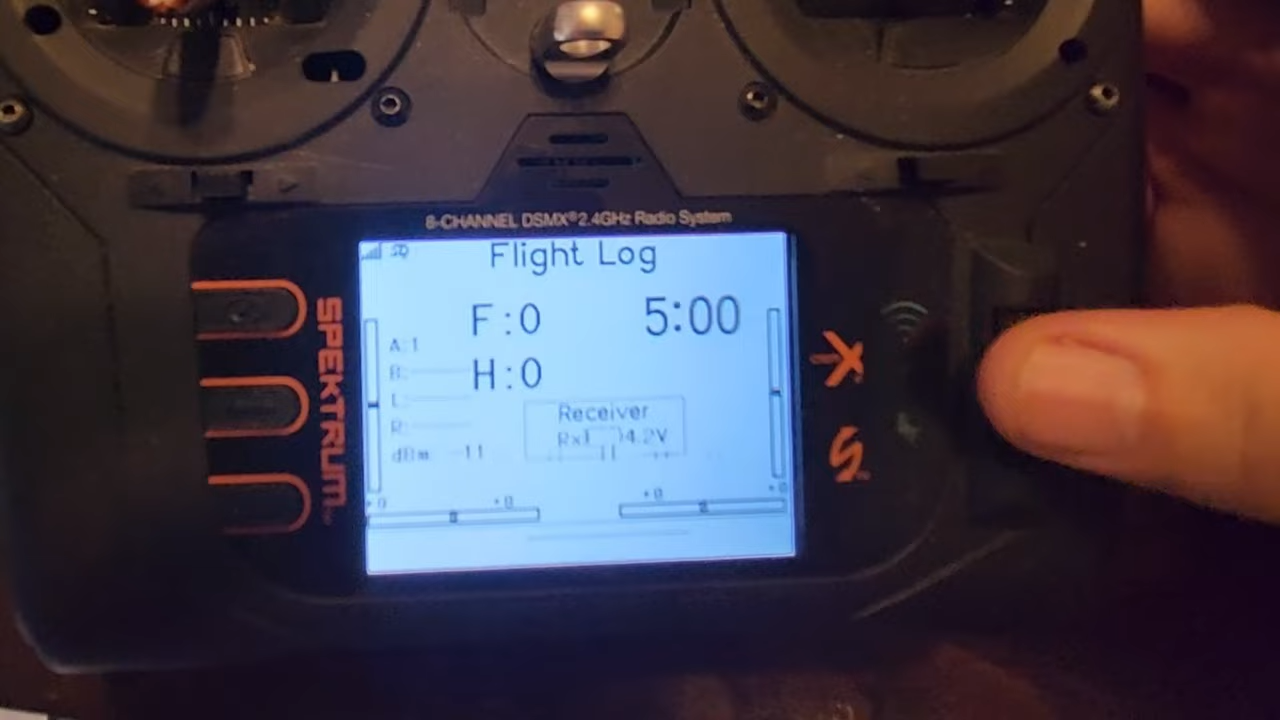 8-CHANNEL DSMX® 2.4GHz Radio System
Flight Log
F:0 5:00
A:1
H:0
B:
L:
R:
Receiver
Rx 4.2V
dBm -11
SPEKTRUM